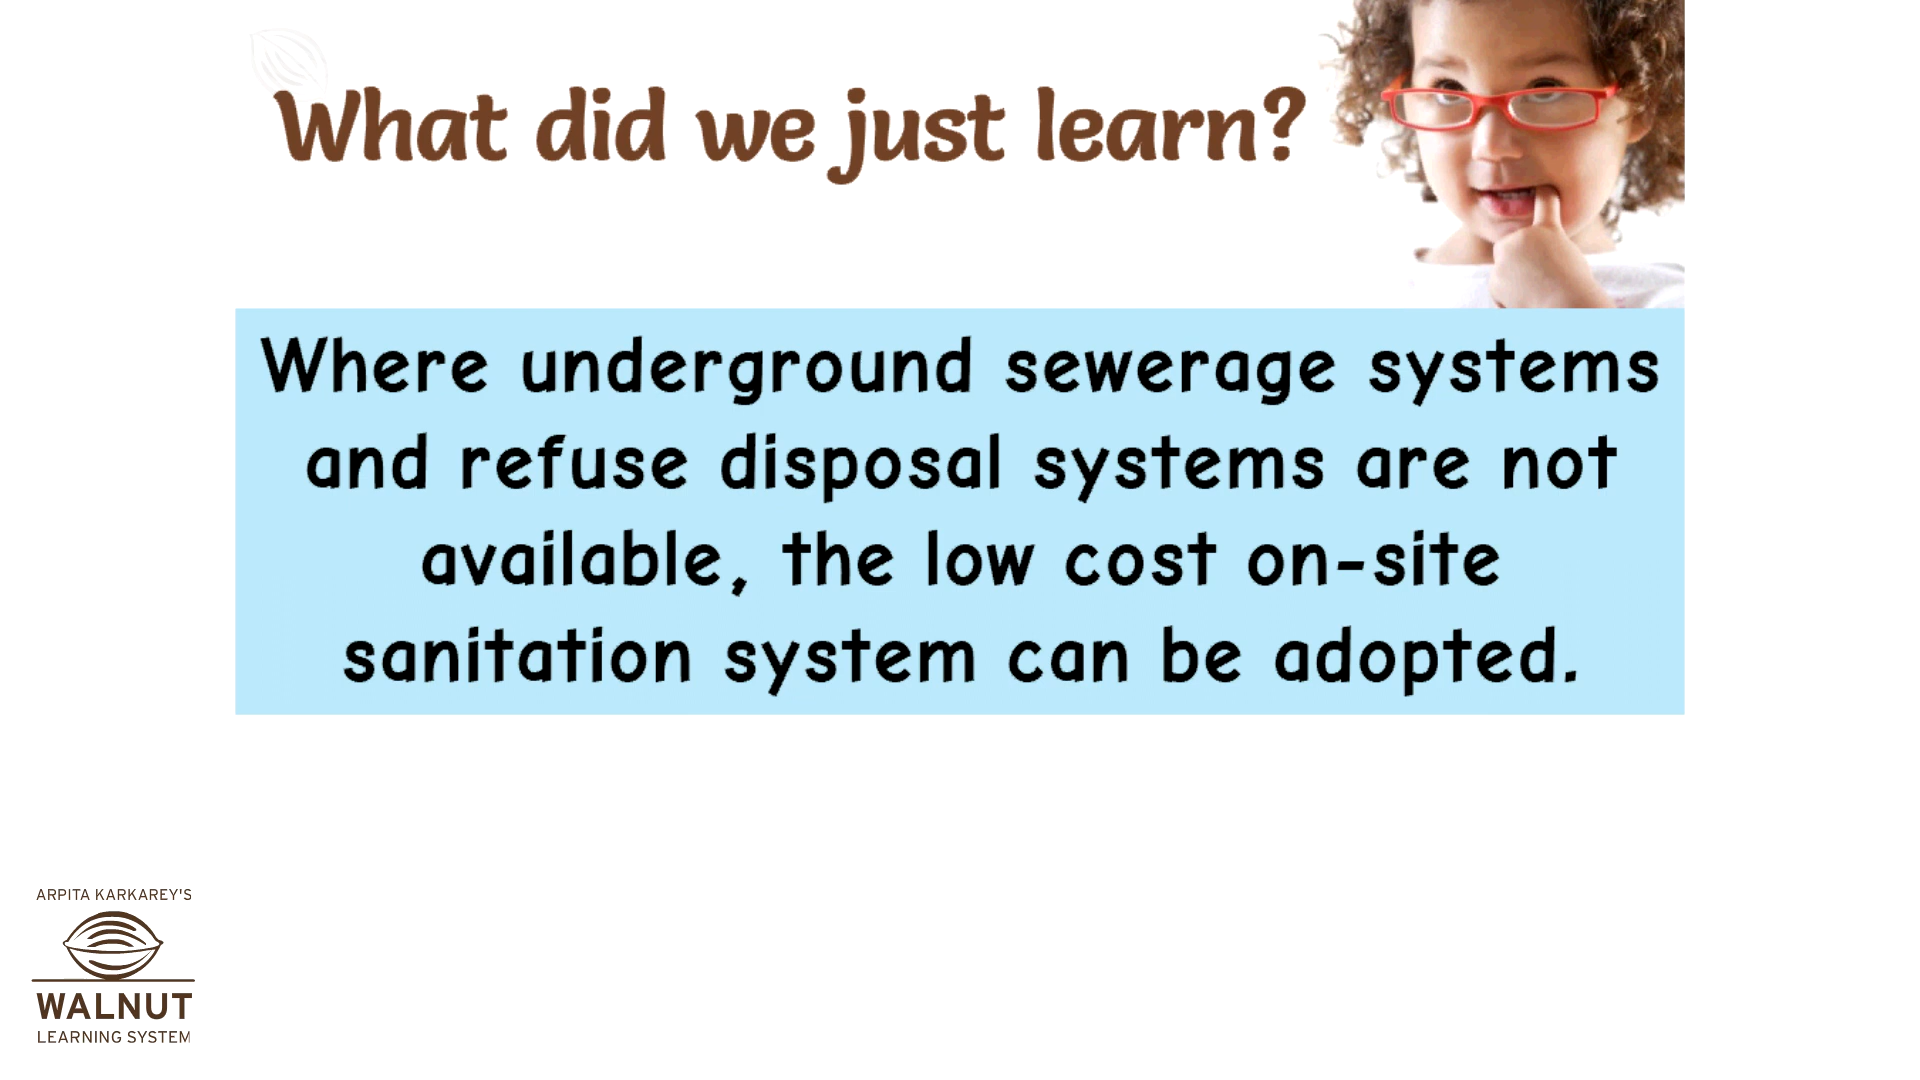 What did we just learn?
Where underground sewerage systems
and refuse disposal systems are not
available, the low cost on-site
sanitation system can be adopted.
ARPITA KARKAREY'S
WALNUT
LEARNING SYSTEM